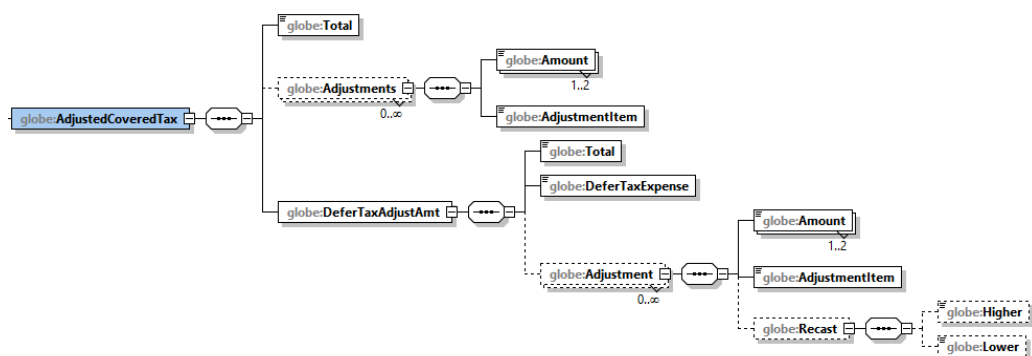 globe:Total
globe:Amount
globe:Adjustments
1..2
0..∞
globe:AdjustmentItem
globe:AdjustedCoveredTax
globe:Total
globe:DeferTaxExpense
globe:DeferTaxAdjustAmt
globe:Amount
1..2
globe:Adjustment
globe:AdjustmentItem
0..∞
globe:Higher
globe:Recast
globe:Lower